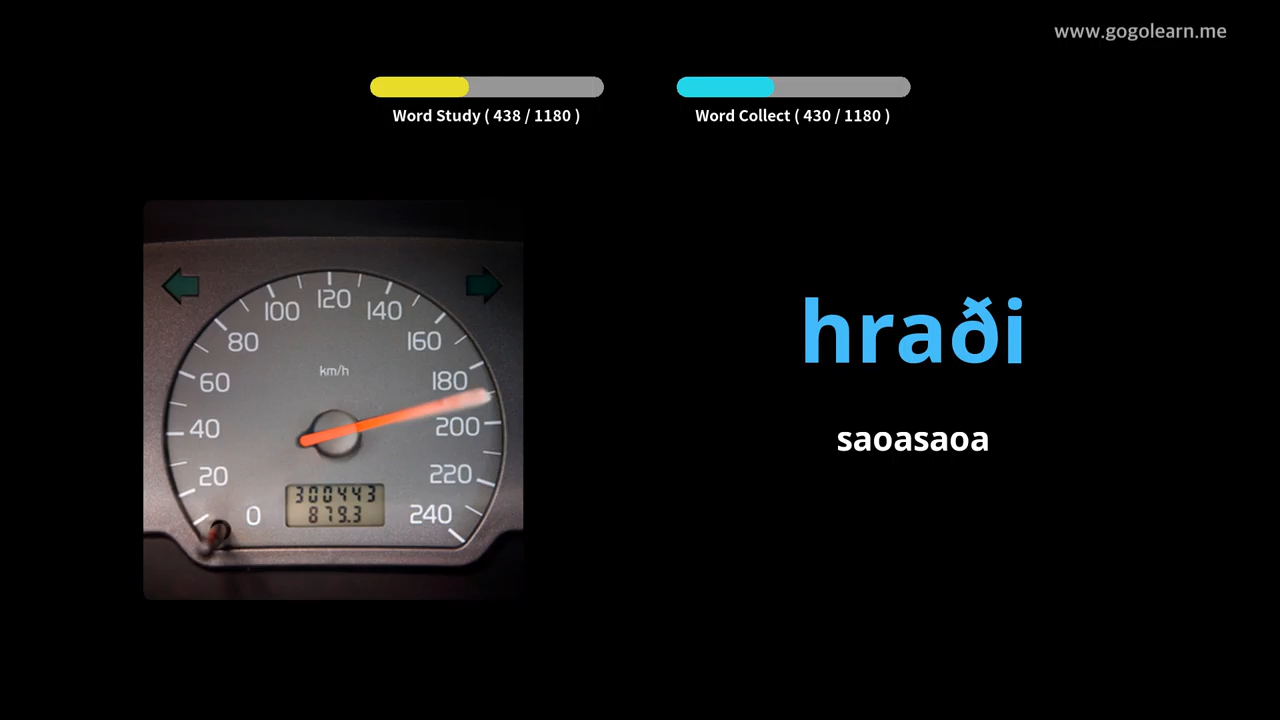 www.gogolearn.me
Word Study ( 438 / 1180 )
Word Collect ( 430 / 1180 )
hraði
saoasaoa
0
20
40
60
80
100
120
140
160
180
200
220
240
km/h
300443
879.3